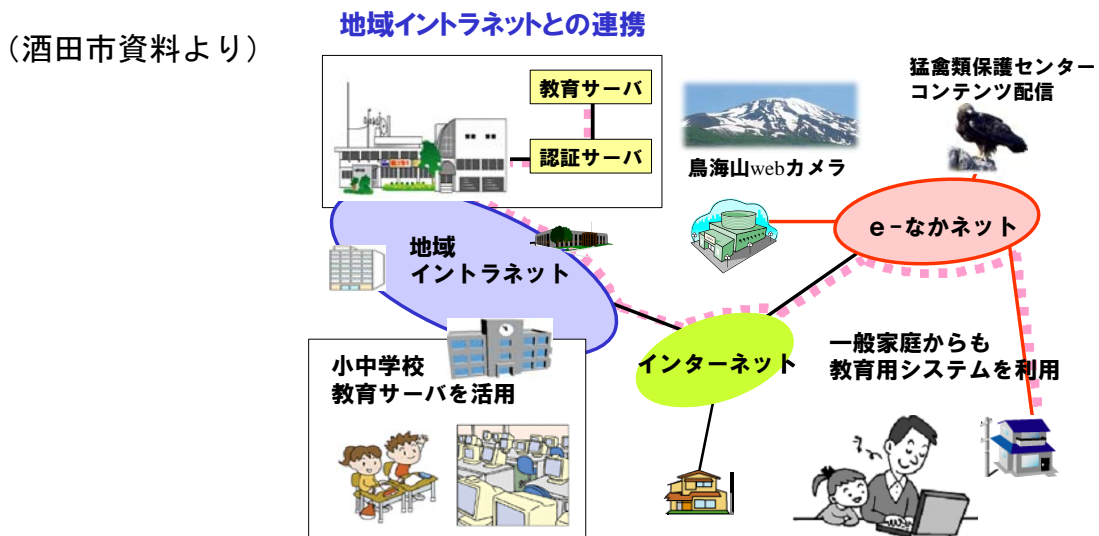 地域イントラネットとの連携
（酒田市資料より）
教育サーバ
認証サーバ
猛禽類保護センター
コンテンツ配信
鳥海山webカメラ
e-なかネット
地域
イントラネット
インターネット
一般家庭からも
教育用システムを利用
小中学校
教育サーバを活用